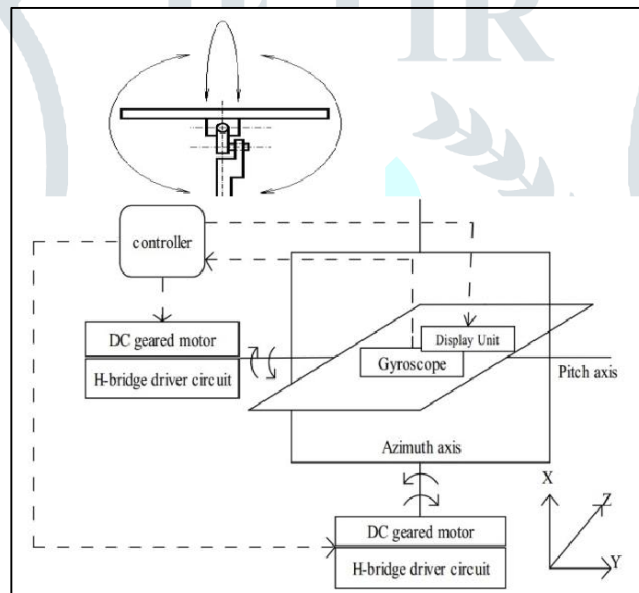 IR
controller
DC geared motor
H-bridge driver circuit
Display Unit
Gyroscope
Pitch axis
Azimuth axis
DC geared motor
H-bridge driver circuit
X
Z
Y